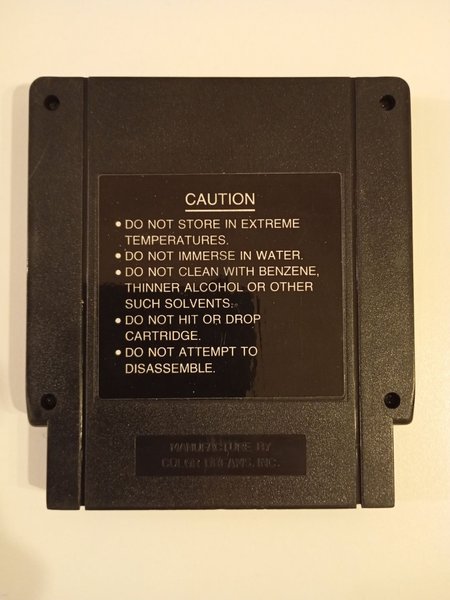 CAUTION
• DO NOT STORE IN EXTREME
TEMPERATURES.
• DO NOT IMMERSE IN WATER.
• DO NOT CLEAN WITH BENZENE,
THINNER ALCOHOL OR OTHER
SUCH SOLVENTS.
• DO NOT HIT OR DROP
CARTRIDGE.
• DO NOT ATTEMPT TO
DISASSEMBLE.
MANUFACTURE BY
COLOR DREAMS, INC.